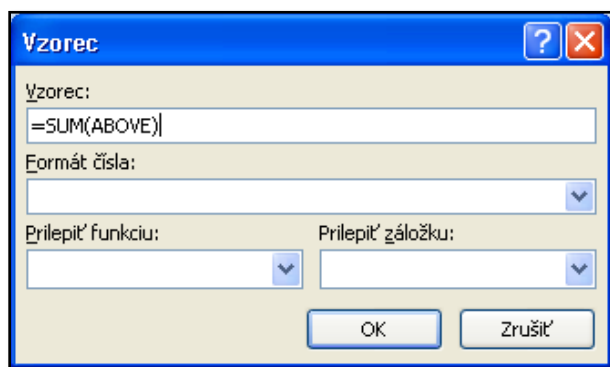 Vzorec
Vzorec:
=SUM(ABOVE)
Formát čísla:
Prilepiť funkciu: Prilepiť záložku:
OK Zrušiť